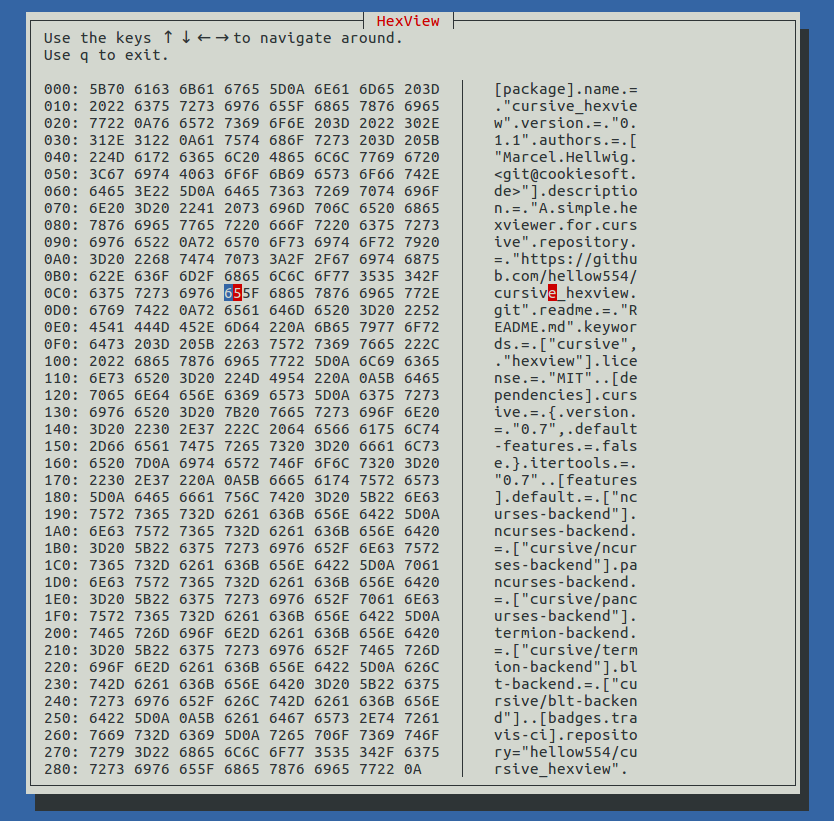 HexView
Use the keys ↑ ↓ ← → to navigate around.
Use q to exit.
000: 5B70 6163 6B61 6765 5D0A 6E61 6D65 203D [package].name.=
010: 2022 6375 7273 6976 655F 6865 7876 6965 ."cursive_hexvie
020: 7722 0A76 6572 7369 6F6E 203D 2022 302E w".version.=."0.
030: 312E 3122 0A61 7574 686F 7273 203D 205B 1.1".authors.=.[
040: 224D 6172 6365 6C20 4865 6C6C 7769 6720 "Marcel.Hellwig.
050: 3C67 6974 4063 6F6F 6B69 6573 6F66 742E <git@cookiesoft.
060: 6465 3E22 5D0A 6465 7363 7269 7074 696F de>"].descriptio
070: 6E20 3D20 2241 2073 696D 706C 6520 6865 n.=."A.simple.he
080: 7876 6965 7765 7220 666F 7220 6375 7273 xviewer.for.curs
090: 6976 6522 0A72 6570 6F73 6974 6F72 7920 ive".repository.
0A0: 3D20 2268 7474 7073 3A2F 2F67 6974 6875 =."https://githu
0B0: 622E 636F 6D2F 6865 6C6C 6F77 3535 342F b.com/hellow554/
0C0: 6375 7273 6976 655F 6865 7876 6965 772E cursive_hexview.
0D0: 6769 7422 0A72 6561 646D 6520 3D20 2252 git".readme.=."R
0E0: 4541 444D 452E 6D64 220A 6B65 7977 6F72 EADME.md".keywor
0F0: 6473 203D 205B 2263 7572 7369 7665 222C ds.=.["cursive",
100: 2022 6865 7876 6965 7722 5D0A 6C69 6365 ."hexview"].lice
110: 6E73 6520 3D20 224D 4954 220A 0A5B 6465 nse.=."MIT"..[de
120: 7065 6E64 656E 6369 6573 5D0A 6375 7273 pendencies].curs
130: 6976 6520 3D20 7B20 7665 7273 696F 6E20 ive.=.{.version.
140: 3D20 2230 2E37 222C 2064 6566 6175 6C74 =."0.7",.default
150: 2D66 6561 7475 7265 7320 3D20 6661 6C73 -features.=.fals
160: 6520 7D0A 6974 6572 746F 6F6C 7320 3D20 e.}.itertools.=.
170: 2230 2E37 220A 0A5B 6665 6174 7572 6573 "0.7"..[features
180: 5D0A 6465 6661 756C 7420 3D20 5B22 6E63 ].default.=.["nc
190: 7572 7365 732D 6261 636B 656E 6422 5D0A urses-backend"].
1A0: 6E63 7572 7365 732D 6261 636B 656E 6420 ncurses-backend.
1B0: 3D20 5B22 6375 7273 6976 652F 6E63 7572 =.["cursive/ncur
1C0: 7365 732D 6261 636B 656E 6422 5D0A 7061 ses-backend"].pa
1D0: 6E63 7572 7365 732D 6261 636B 656E 6420 ncurses-backend.
1E0: 3D20 5B22 6375 7273 6976 652F 7061 6E63 =.["cursive/panc
1F0: 7572 7365 732D 6261 636B 656E 6422 5D0A urses-backend"].
200: 7465 726D 696F 6E2D 6261 636B 656E 6420 termion-backend.
210: 3D20 5B22 6375 7273 6976 652F 7465 726D =.["cursive/term
220: 696F 6E2D 6261 636B 656E 6422 5D0A 626C ion-backend"].bl
230: 742D 6261 636B 656E 6420 3D20 5B22 6375 t-backend.=.["cu
240: 7273 6976 652F 626C 742D 6261 636B 656E rsive/blt-backen
250: 6422 5D0A 0A5B 6261 6467 6573 2E74 7261 d"]..[badges.tra
260: 7669 732D 6369 5D0A 7265 706F 7369 746F vis-ci].reposito
270: 7279 3D22 6865 6C6C 6F77 3535 342F 6375 ry="hellow554/cu
280: 7273 6976 655F 6865 7876 6965 7722 0A rsive_hexview".